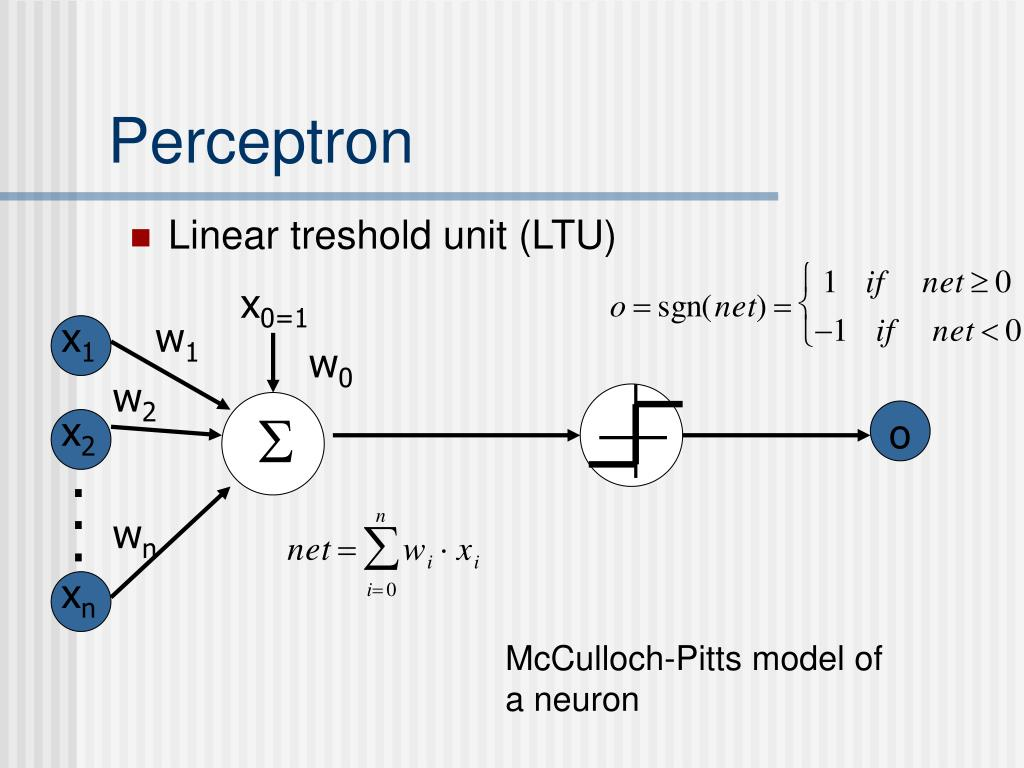 Perceptron
Linear treshold unit (LTU)
o = sgn(net) = { 1 if net ≥ 0
−1 if net < 0
x₀₌₁
w₀
x₁ w₁
w₂
x₂
Σ
o
.
.
.
wₙ
xₙ
net = ∑ⁿᵢ₌₀ wᵢ · xᵢ
McCulloch-Pitts model of
a neuron